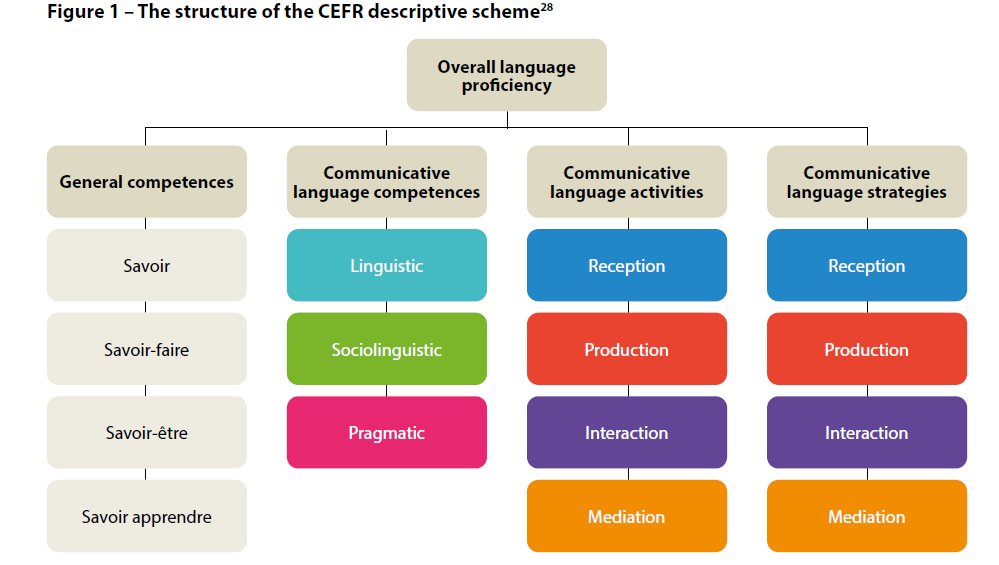 Figure 1 – The structure of the CEFR descriptive scheme28
Overall language
proficiency
General competences
Communicative
language competences
Communicative
language activities
Communicative
language strategies
Savoir
Linguistic
Reception
Reception
Savoir-faire
Sociolinguistic
Production
Production
Savoir-être
Pragmatic
Interaction
Interaction
Savoir apprendre
Mediation
Mediation